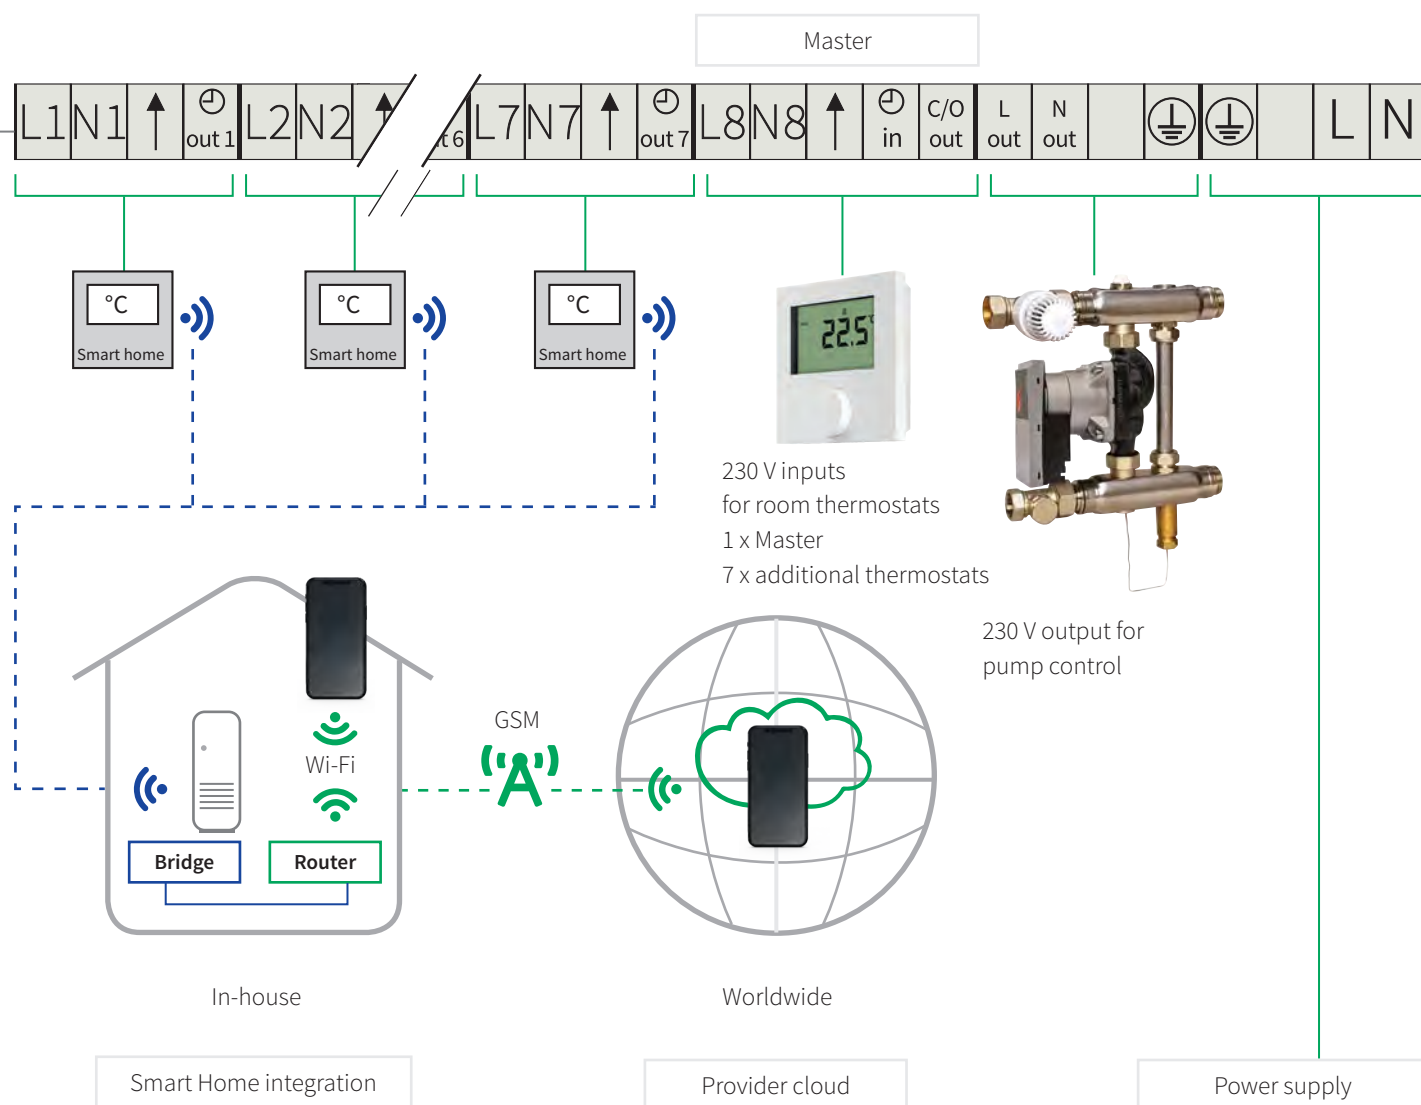 Master
L1 N1 out 1 L2 N2 6 L7 N7 out 7 L8 N8 in C/O out L out N out L N
°C
Smart home
°C
Smart home
°C
Smart home
22.5°
230 V inputs
for room thermostats
1 x Master
7 x additional thermostats
230 V output for
pump control
GSM
Wi-Fi
Bridge
Router
In-house
Worldwide
Smart Home integration
Provider cloud
Power supply